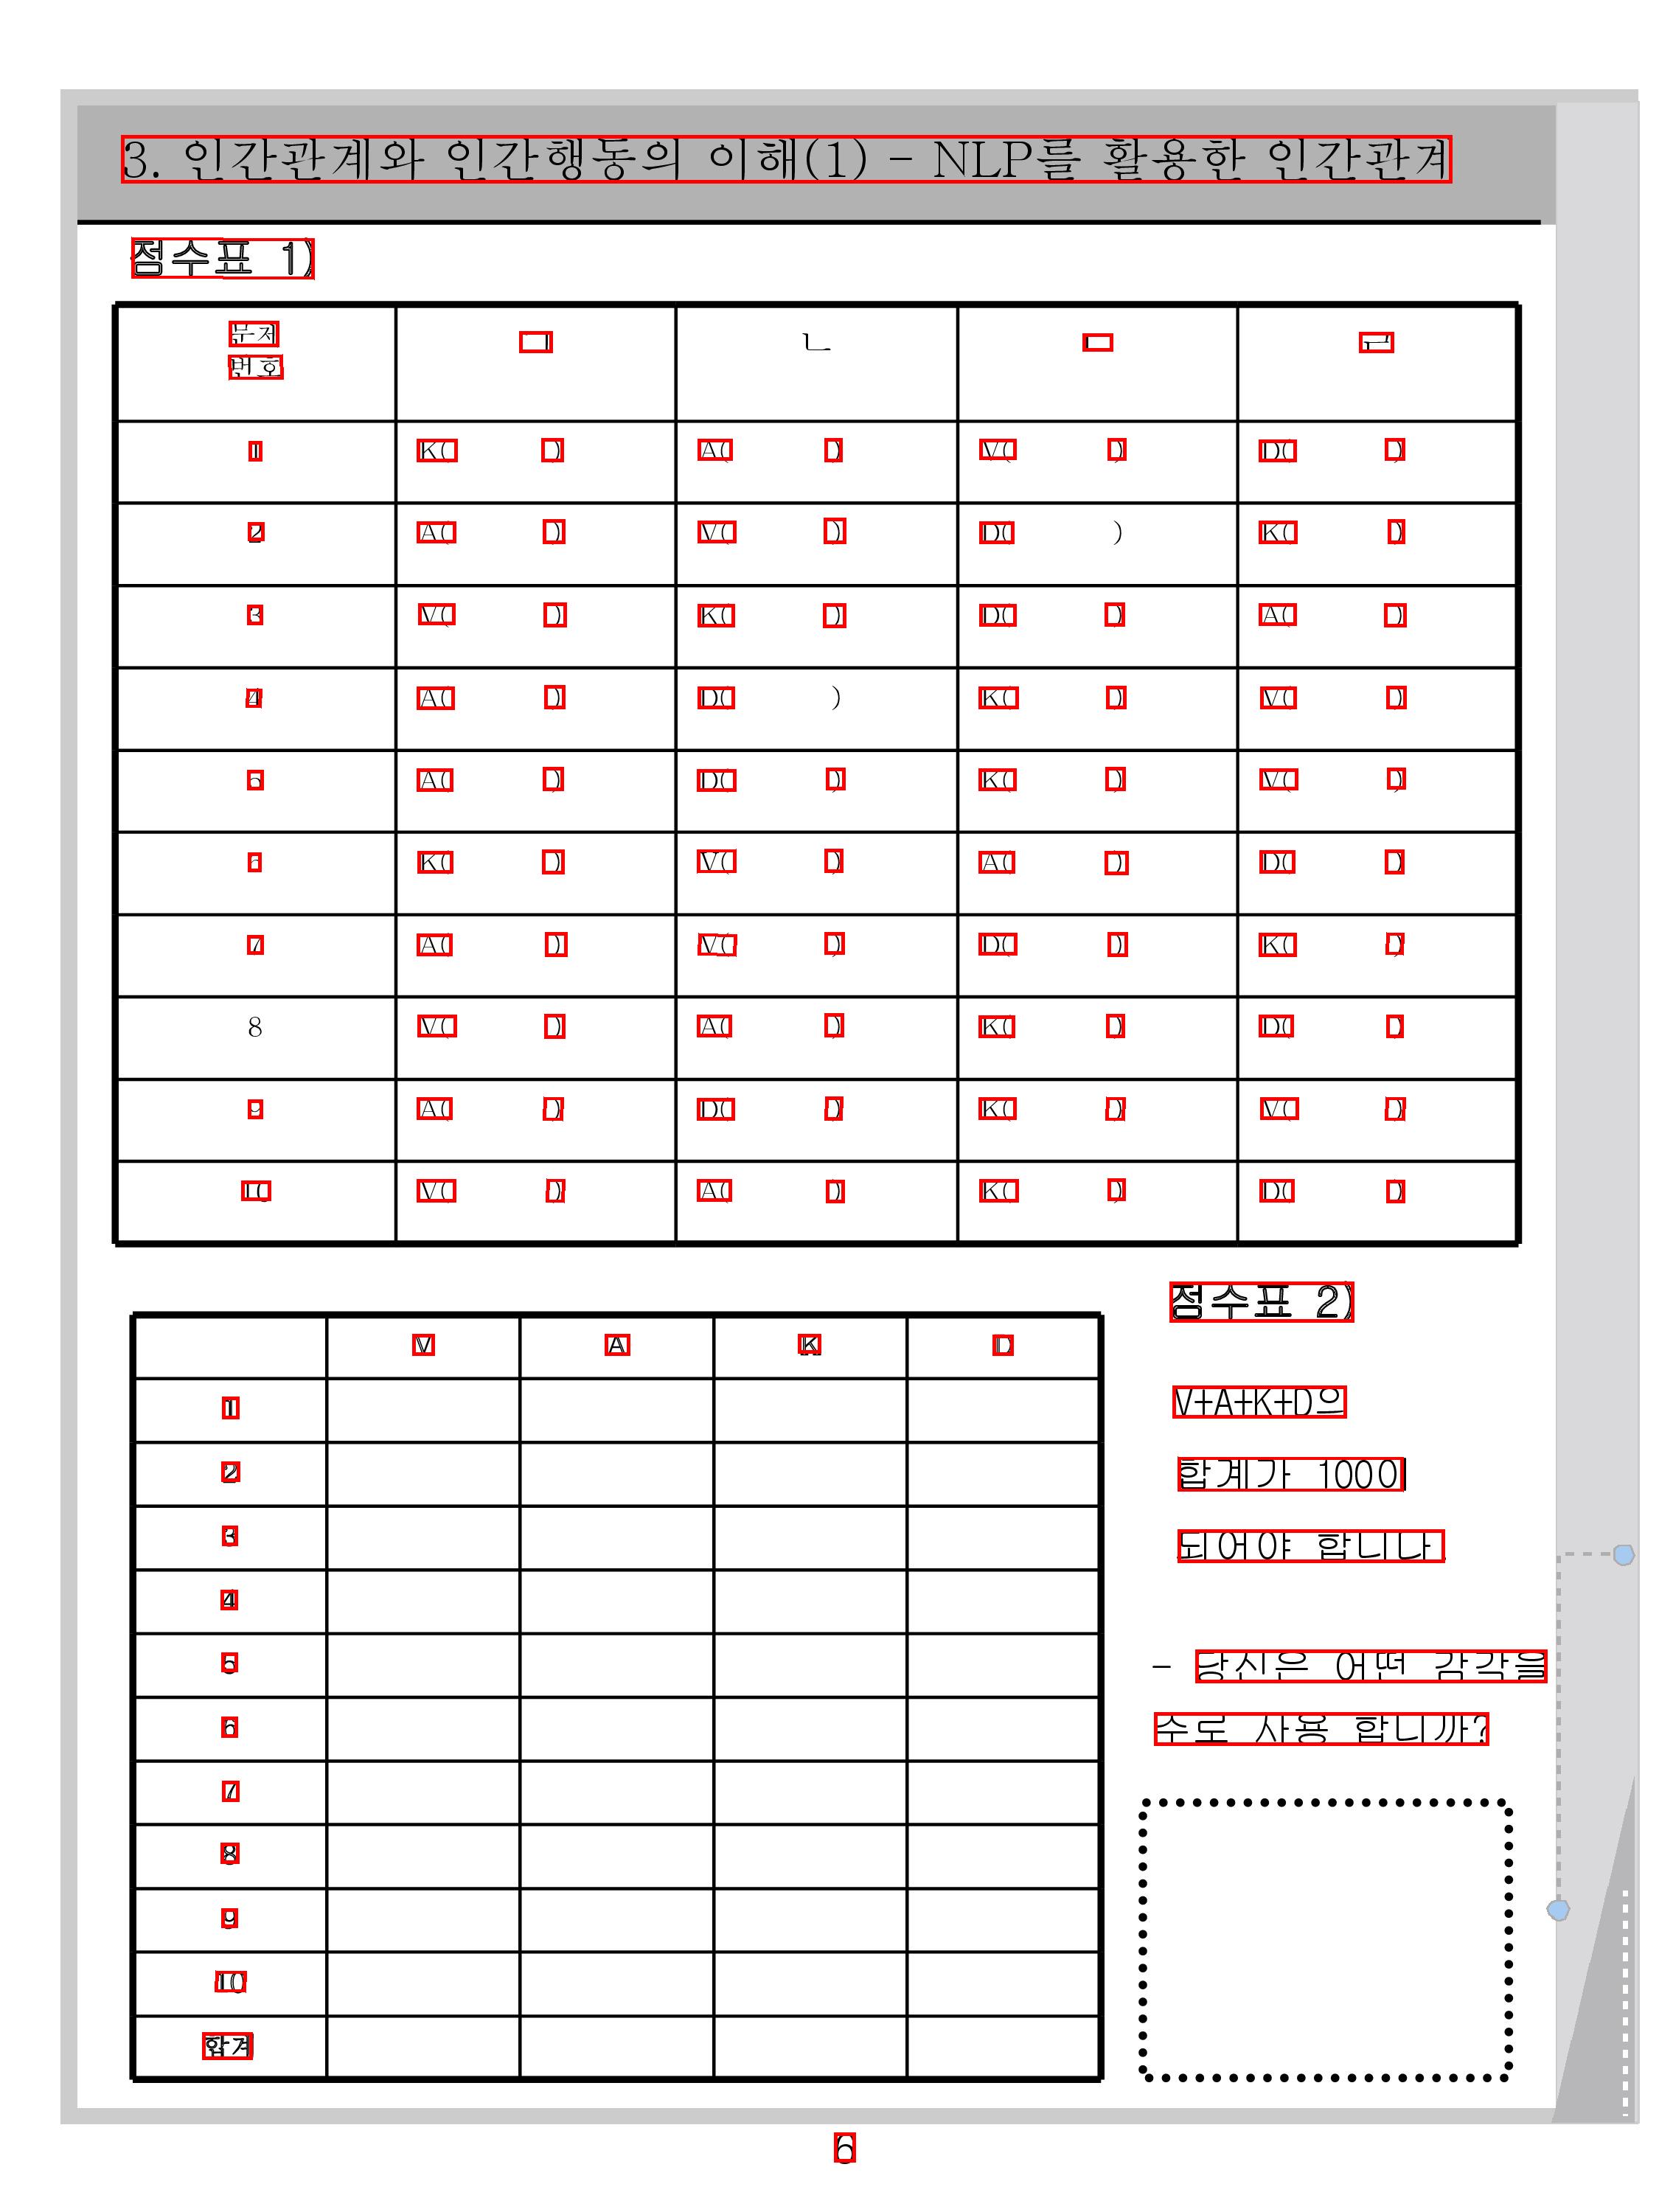 3. 인간관계와 인간행동의 이해(1) - NLP를 활용한 인간관계
점수표 1)
문제
번호 ㄱ ㄴ ㄷ ㄹ
1 K( ) A( ) V( ) D( )
2 A( ) V( ) D( ) K( )
3 V( ) K( ) D( ) A( )
4 A( ) D( ) K( ) V( )
5 A( ) D( ) K( ) V( )
6 K( ) V( ) A( ) D( )
7 A( ) V( ) D( ) K( )
8 V( ) A( ) K( ) D( )
9 A( ) D( ) K( ) V( )
10 V( ) A( ) K( ) D( )
점수표 2)
V A K D
1
2
3
4
5
6
7
8
9
10
합계
V+A+K+D의
합계가 100이
되어야 합니다.
- 당신은 어떤 감각을
주로 사용 합니까?
6